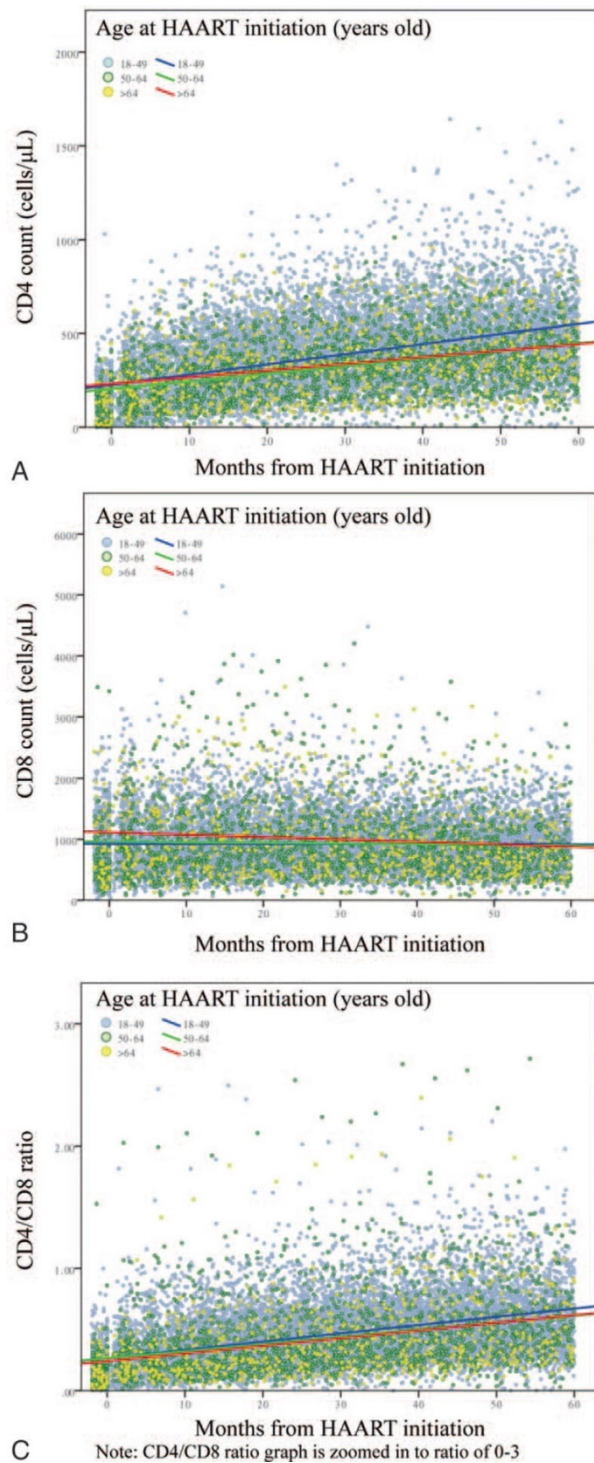 Age at HAART initiation (years old)
2000
18-49 18-49
50-64 50-64
>64 >64
1500
1000
500
0
CD4 count (cells/μL)
0 10 20 30 40 50 60
Months from HAART initiation
A
Age at HAART initiation (years old)
6000
18-49 18-49
50-64 50-64
>64 >64
5000
4000
3000
2000
1000
0
CD8 count (cells/μL)
0 10 20 30 40 50 60
Months from HAART initiation
B
Age at HAART initiation (years old)
3.00
18-49 18-49
50-64 50-64
>64 >64
2.00
1.00
.00
CD4/CD8 ratio
0 10 20 30 40 50 60
Months from HAART initiation
C
Note: CD4/CD8 ratio graph is zoomed in to ratio of 0-3